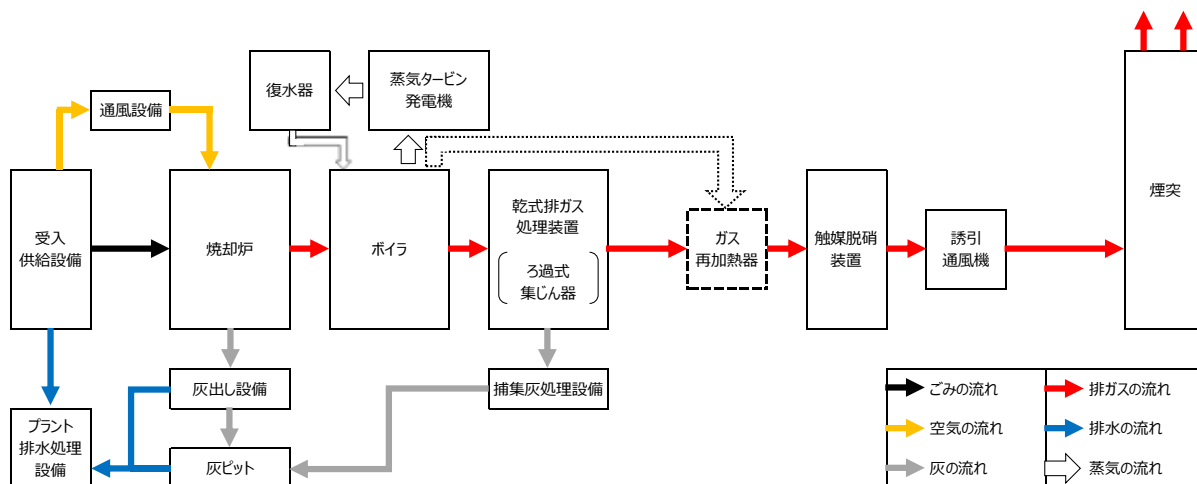 復水器
蒸気タービン
発電機
通風設備
受入
供給設備
焼却炉
ボイラ
乾式排ガス
処理装置
ろ過式
集じん器
ガス
再加熱器
触媒脱硝
装置
誘引
通風機
煙突
灰出し設備
捕集灰処理設備
プラント
排水処理
設備
灰ピット
ごみの流れ
排ガスの流れ
空気の流れ
排水の流れ
灰の流れ
蒸気の流れ